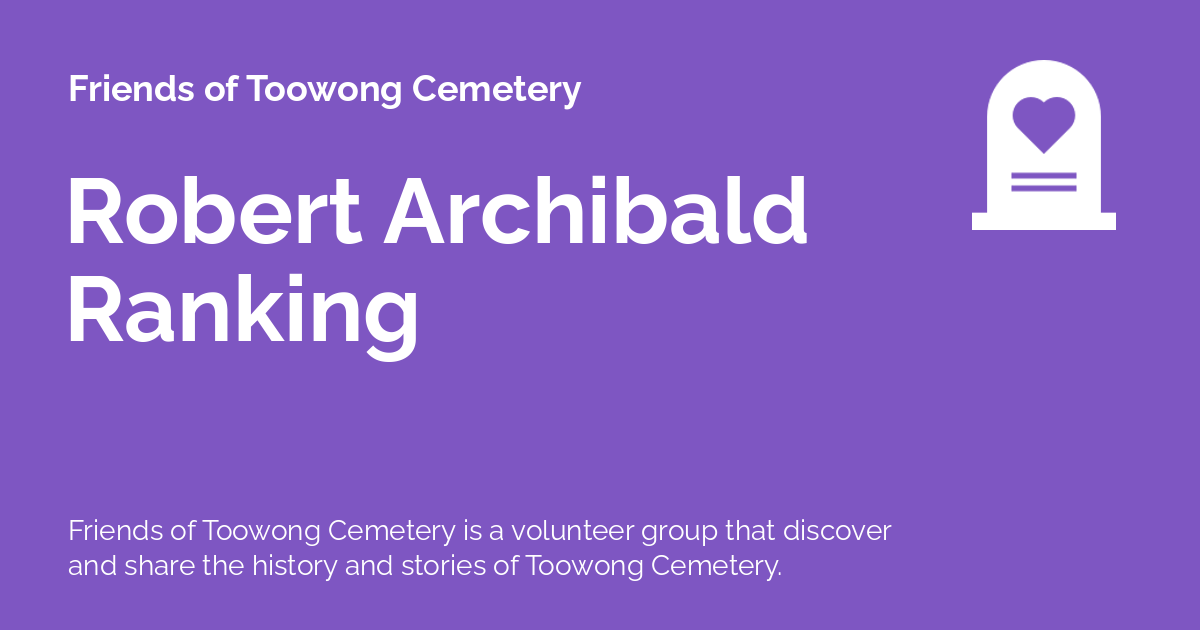 Friends of Toowong Cemetery
Robert Archibald
Ranking
Friends of Toowong Cemetery is a volunteer group that discover
and share the history and stories of Toowong Cemetery.